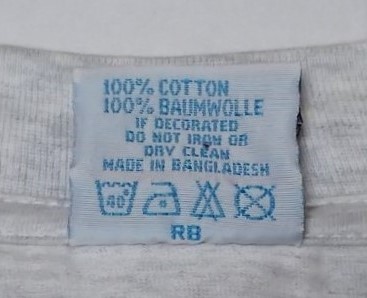 100% COTTON
100% BAUMWOLLE
IF DECORATED
DO NOT IRON OR
DRY CLEAN
MADE IN BANGLADESH
40
RB